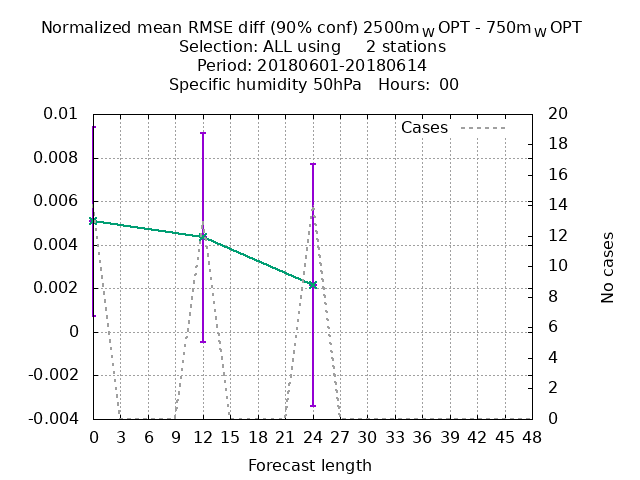 Normalized mean RMSE diff (90% conf) 2500m_W OPT - 750m_W OPT
Selection: ALL using     2 stations
Period: 20180601-20180614
Specific humidity 50hPa   Hours:  00
Cases
0.01
0.008
0.006
0.004
0.002
0
-0.002
-0.004
20
18
16
14
12
10
8
6
4
2
0
No cases
0 3 6 9 12 15 18 21 24 27 30 33 36 39 42 45 48
Forecast length